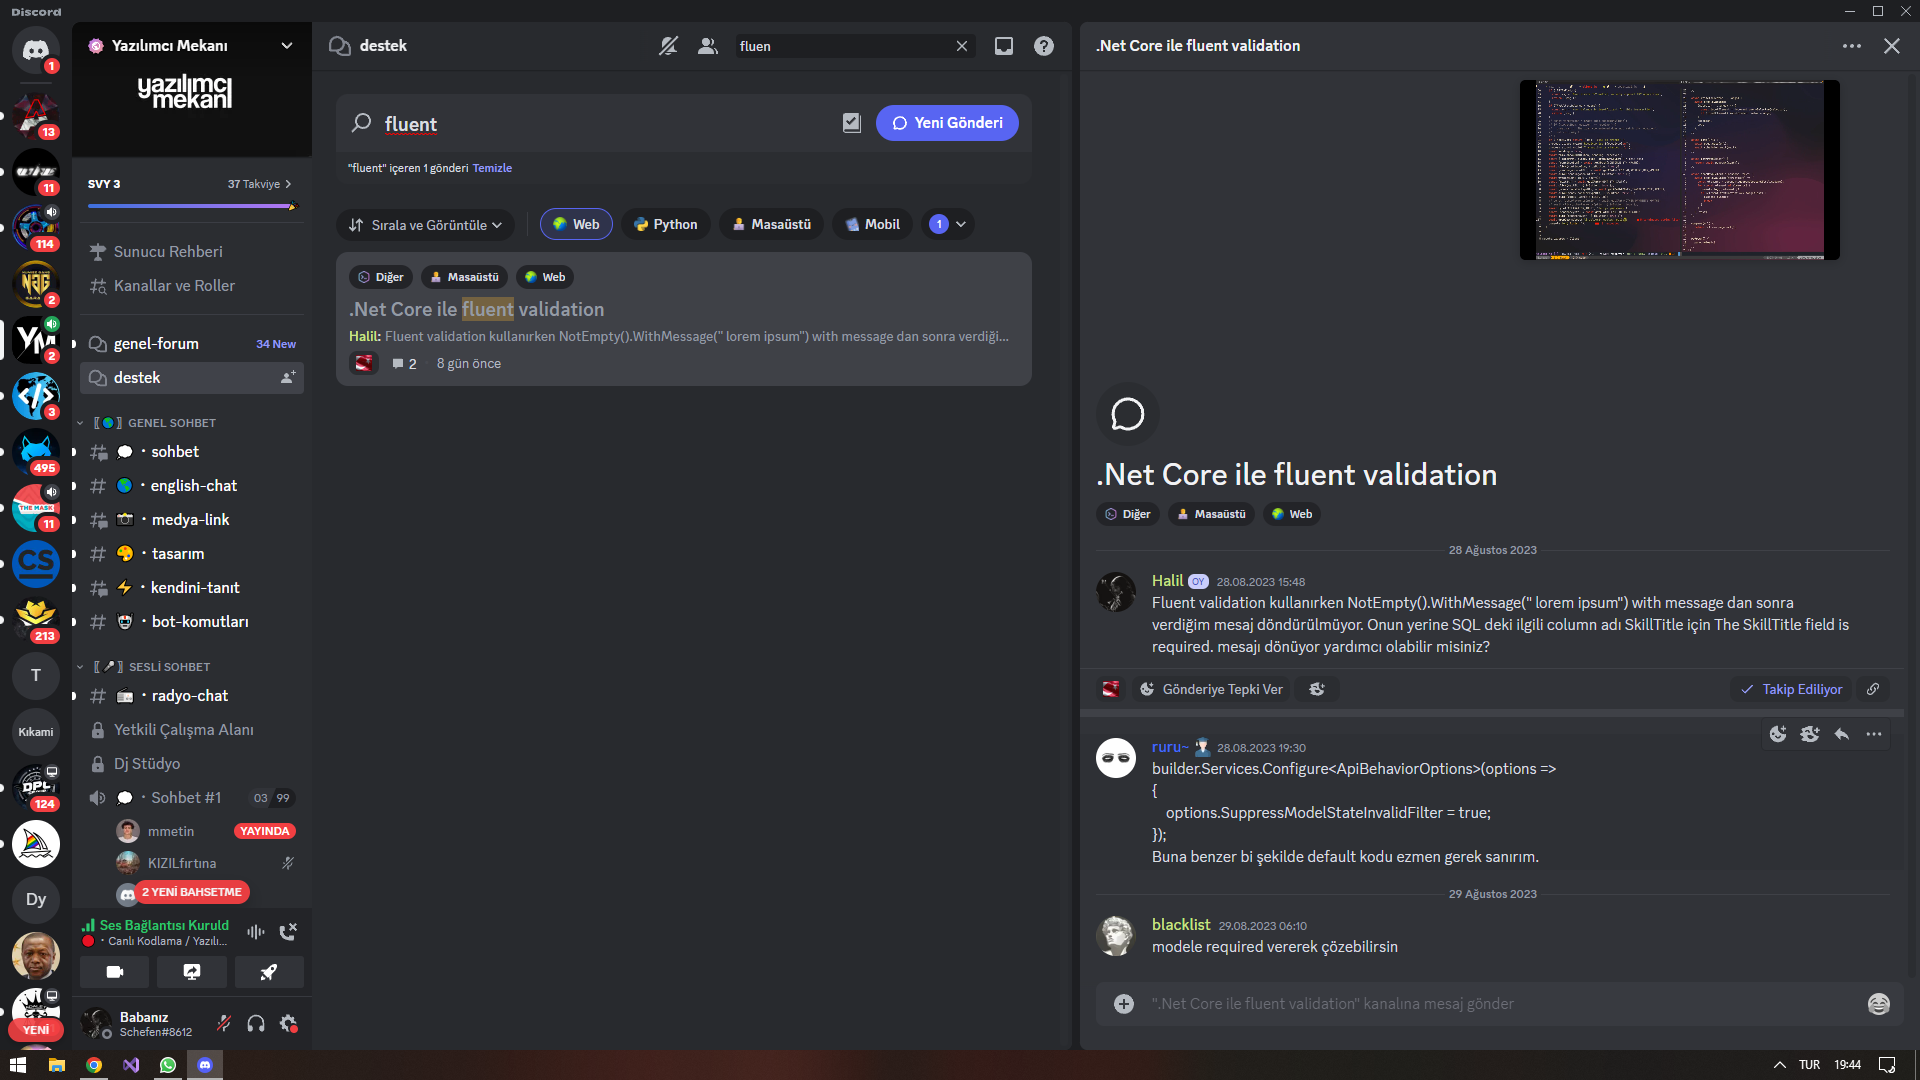 Discord
Yazılımcı Mekanı
yazılımcı
mekanı
SVY 3
37 Takviye
Sunucu Rehberi
Kanallar ve Roller
genel-forum
34 New
destek
GENEL SOHBET
sohbet
english-chat
medya-link
tasarım
kendini-tanıt
bot-komutları
SESLİ SOHBET
radyo-chat
Yetkili Çalışma Alanı
Dj Stüdyo
Sohbet #1
03 99
mmetin
YAYINDA
KIZILfırtına
2 YENİ BAHSETME
Ses Bağlantısı Kuruld
Canlı Kodlama / Yazılı...
Babanız
Schefen#8612
1
13
11
114
NAG
2
YM
2
3
495
THE MASK
11
CS
213
T
Kıkami
DPL
124
Dy
YENİ
destek
fluen
fluent
Yeni Gönderi
"fluent" içeren 1 gönderi Temizle
Sırala ve Görüntüle
Web
Python
Masaüstü
Mobil
1
Diğer
Masaüstü
Web
.Net Core ile fluent validation
Halil: Fluent validation kullanırken NotEmpty().WithMessage(" lorem ipsum") with message dan sonra verdiği...
2
8 gün önce
.Net Core ile fluent validation
.Net Core ile fluent validation
Diğer
Masaüstü
Web
28 Ağustos 2023
Halil OY 28.08.2023 15:48
Fluent validation kullanırken NotEmpty().WithMessage(" lorem ipsum") with message dan sonra
verdiğim mesaj döndürülmüyor. Onun yerine SQL deki ilgili column adı SkillTitle için The SkillTitle field is
required. mesajı dönüyor yardımcı olabilir misiniz?
Gönderiye Tepki Ver
Takip Ediliyor
ruru~ 28.08.2023 19:30
builder.Services.Configure<ApiBehaviorOptions>(options =>
{
options.SuppressModelStateInvalidFilter = true;
});
Buna benzer bi şekilde default kodu ezmen gerek sanırım.
29 Ağustos 2023
blacklist 29.08.2023 06:10
modele required vererek çözebilirsin
".Net Core ile fluent validation" kanalına mesaj gönder
TUR
19:44